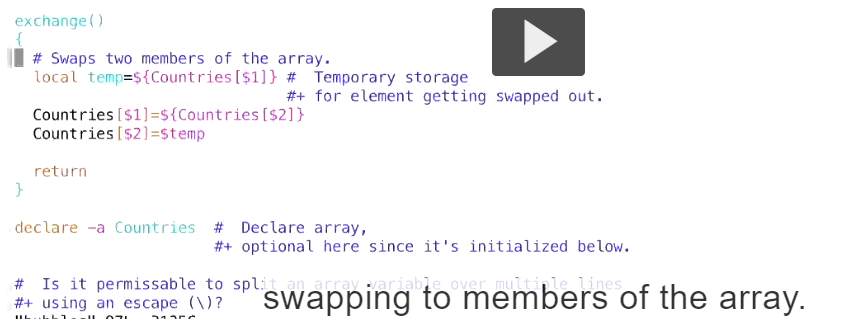 exchange()
{
# Swaps two members of the array.
local temp=${Countries[$1]} #  Temporary storage
#+ for element getting swapped out.
Countries[$1]=${Countries[$2]}
Countries[$2]=$temp
return
}
declare -a Countries  #  Declare array,
#+ optional here since it's initialized below.
#  Is it permissable to split an array variable over multiple lines
#+ using an escape (\)?
swapping to members of the array.